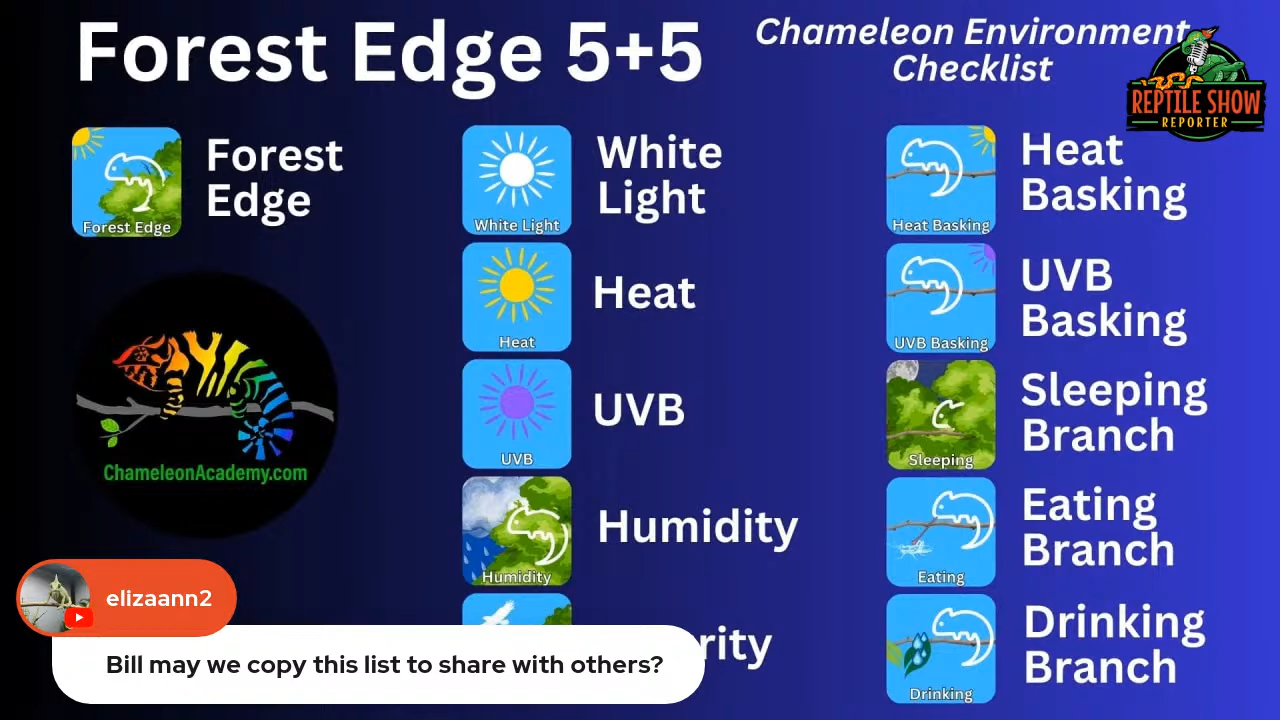 Forest Edge 5+5
Chameleon Environment
Checklist
REPTILE SHOW
REPORTER
Forest Edge
Forest
Edge
ChameleonAcademy.com
White Light
White
Light
Heat
Heat
UVB
UVB
Humidity
Humidity
rity
Heat Basking
Heat
Basking
UVB Basking
UVB
Basking
Sleeping
Sleeping
Branch
Eating
Eating
Branch
Drinking
Drinking
Branch
elizaann2
Bill may we copy this list to share with others?